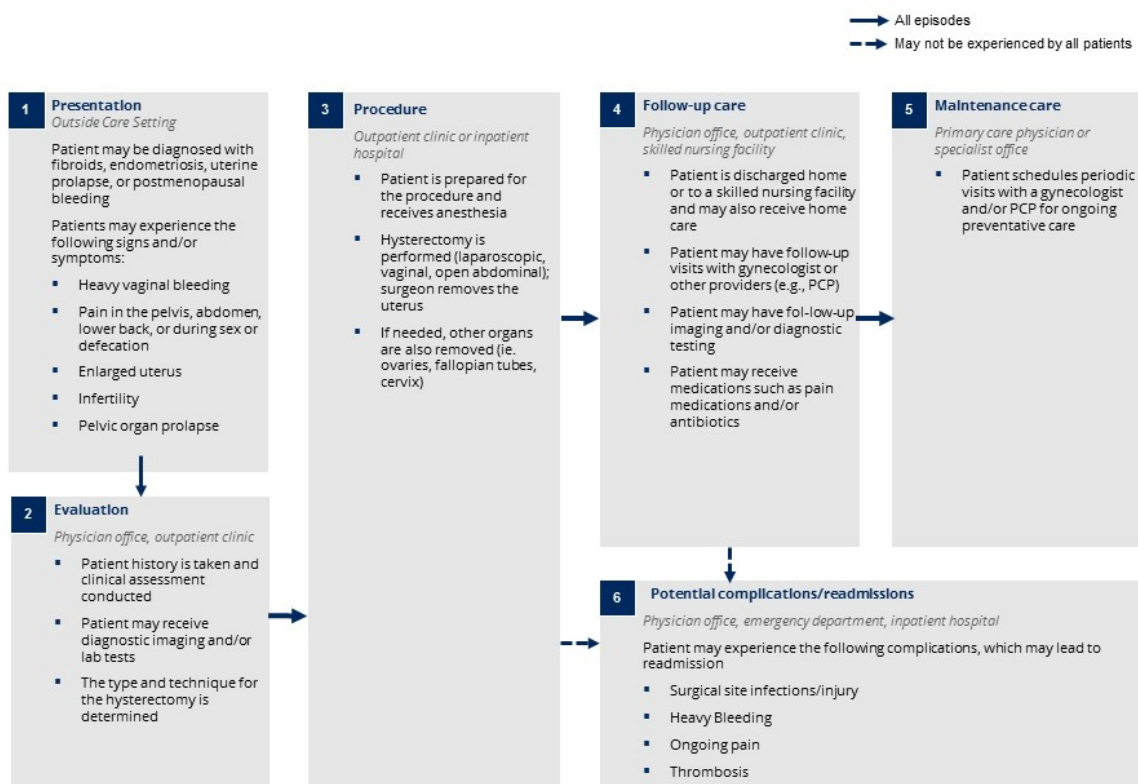 All episodes
May not be experienced by all patients
1
Presentation
Outside Care Setting
Patient may be diagnosed with
fibroids, endometriosis, uterine
prolapse, or postmenopausal
bleeding
Patients may experience the
following signs and/or
symptoms:
▪ Heavy vaginal bleeding
▪ Pain in the pelvis, abdomen,
lower back, or during sex or
defecation
▪ Enlarged uterus
▪ Infertility
▪ Pelvic organ prolapse
2
Evaluation
Physician office, outpatient clinic
▪ Patient history is taken and
clinical assessment
conducted
▪ Patient may receive
diagnostic imaging and/or
lab tests
▪ The type and technique for
the hysterectomy is
determined
3
Procedure
Outpatient clinic or inpatient
hospital
▪ Patient is prepared for
the procedure and
receives anesthesia
▪ Hysterectomy is
performed (laparoscopic,
vaginal, open abdominal);
surgeon removes the
uterus
▪ If needed, other organs
are also removed (ie.
ovaries, fallopian tubes,
cervix)
4
Follow-up care
Physician office, outpatient clinic,
skilled nursing facility
▪ Patient is discharged home
or to a skilled nursing facility
and may also receive home
care
▪ Patient may have follow-up
visits with gynecologist or
other providers (e.g., PCP)
▪ Patient may have fol-low-up
imaging and/or diagnostic
testing
▪ Patient may receive
medications such as pain
medications and/or
antibiotics
5
Maintenance care
Primary care physician or
specialist office
▪ Patient schedules periodic
visits with a gynecologist
and/or PCP for ongoing
preventative care
6
Potential complications/readmissions
Physician office, emergency department, inpatient hospital
Patient may experience the following complications, which may lead to
readmission
▪ Surgical site infections/injury
▪ Heavy Bleeding
▪ Ongoing pain
▪ Thrombosis